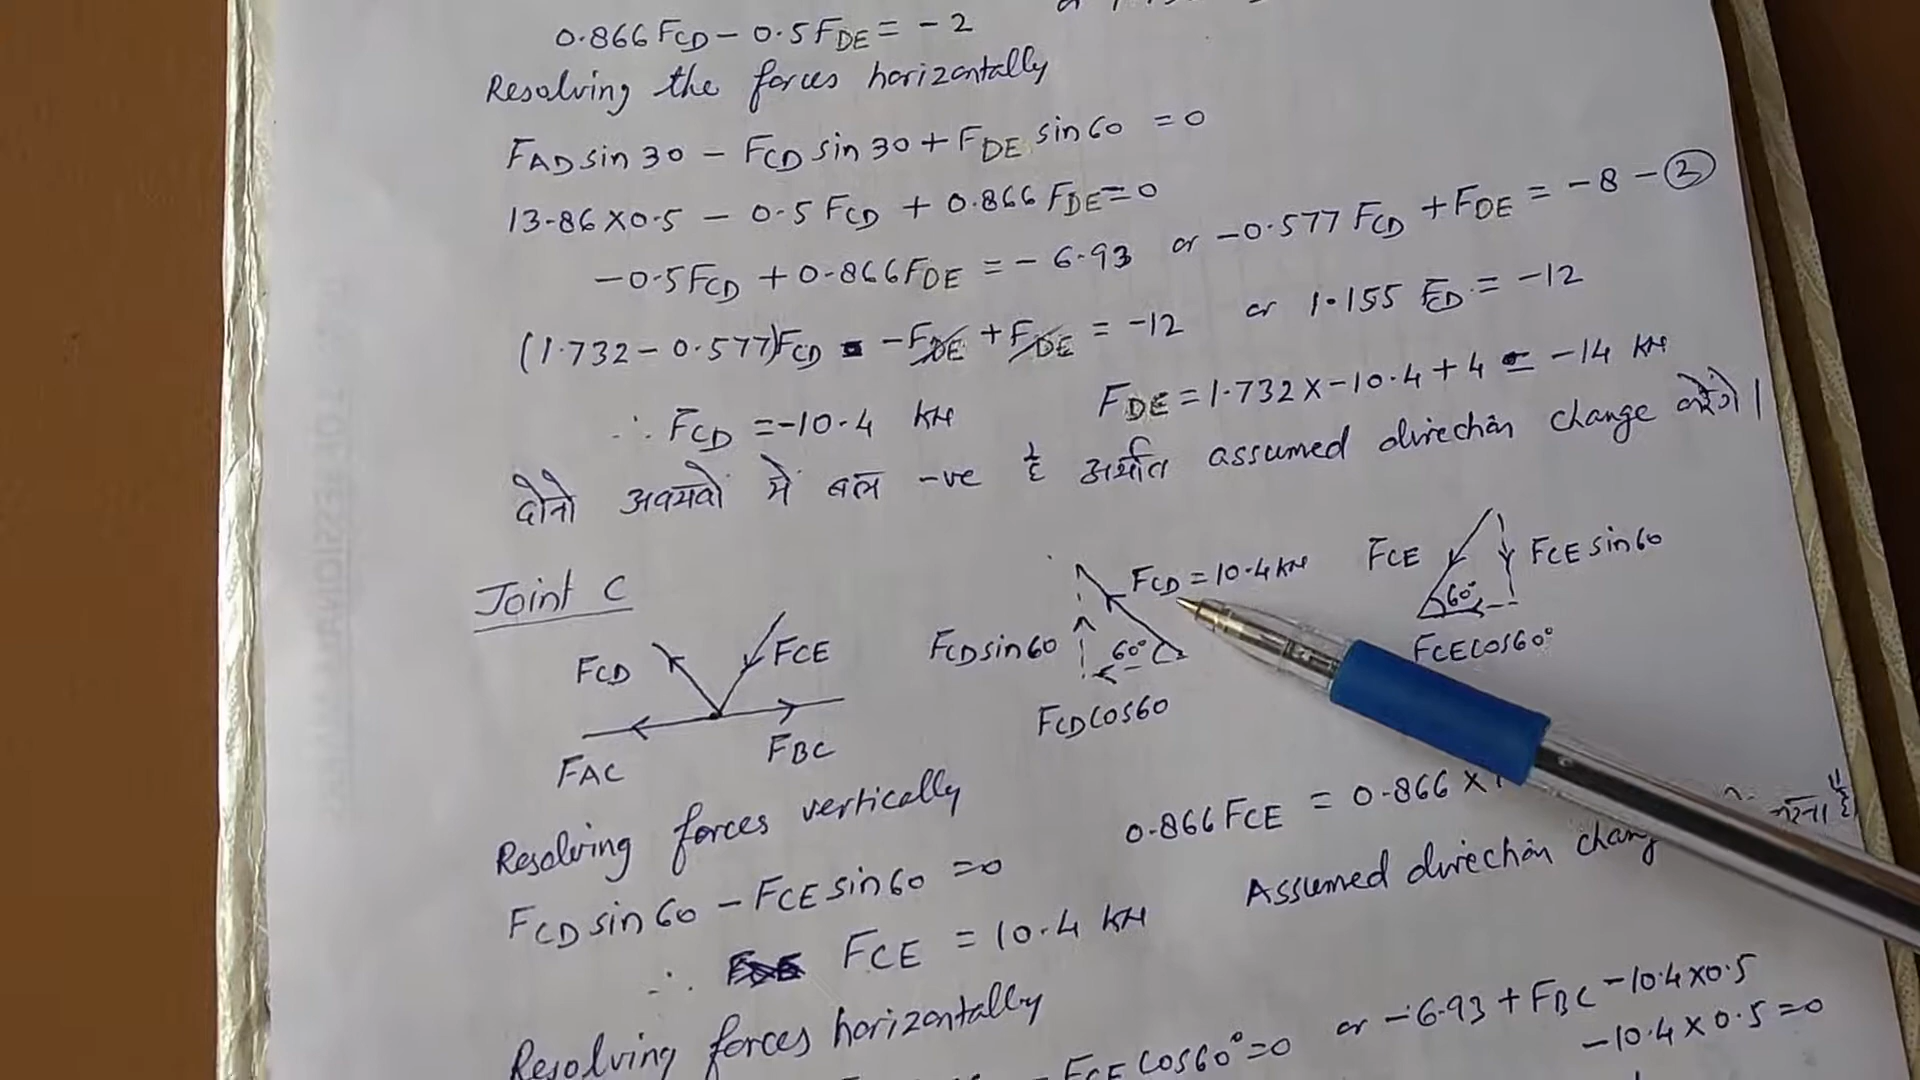 0.866 FCD - 0.5 FDE = -2
Resolving the forces horizontally
FAD sin 30 - FCD sin 30 + FDE sin 60 = 0
13.86 X 0.5 - 0.5 FCD + 0.866 FDE = 0
-0.5 FCD + 0.866 FDE = -6.93 or -0.577 FCD + FDE = -8 - ②
(1.732 - 0.577) FCD - FDE + FDE = -12 or 1.155 FCD = -12
∴ FCD = -10.4 KN FDE = 1.732 X -10.4 + 4 = -14 KN
दोनो अवयवों में बल -ve है अर्थात assumed direction change करेंगे।
Joint C
FCD FCE
FAC FBC
FCD = 10.4 KN
FCD sin 60 60°
FCD cos 60
FCE FCE sin 60
60°
FCE cos 60°
Resolving forces vertically
FCD sin 60 - FCE sin 60 = 0
0.866 FCE = 0.866 X
∴ FCE = 10.4 KN
Assumed direction
Resolving forces horizontally
- FCE cos 60° = 0 or -6.93 + FBC - 10.4 X 0.5
- 10.4 X 0.5 = 0